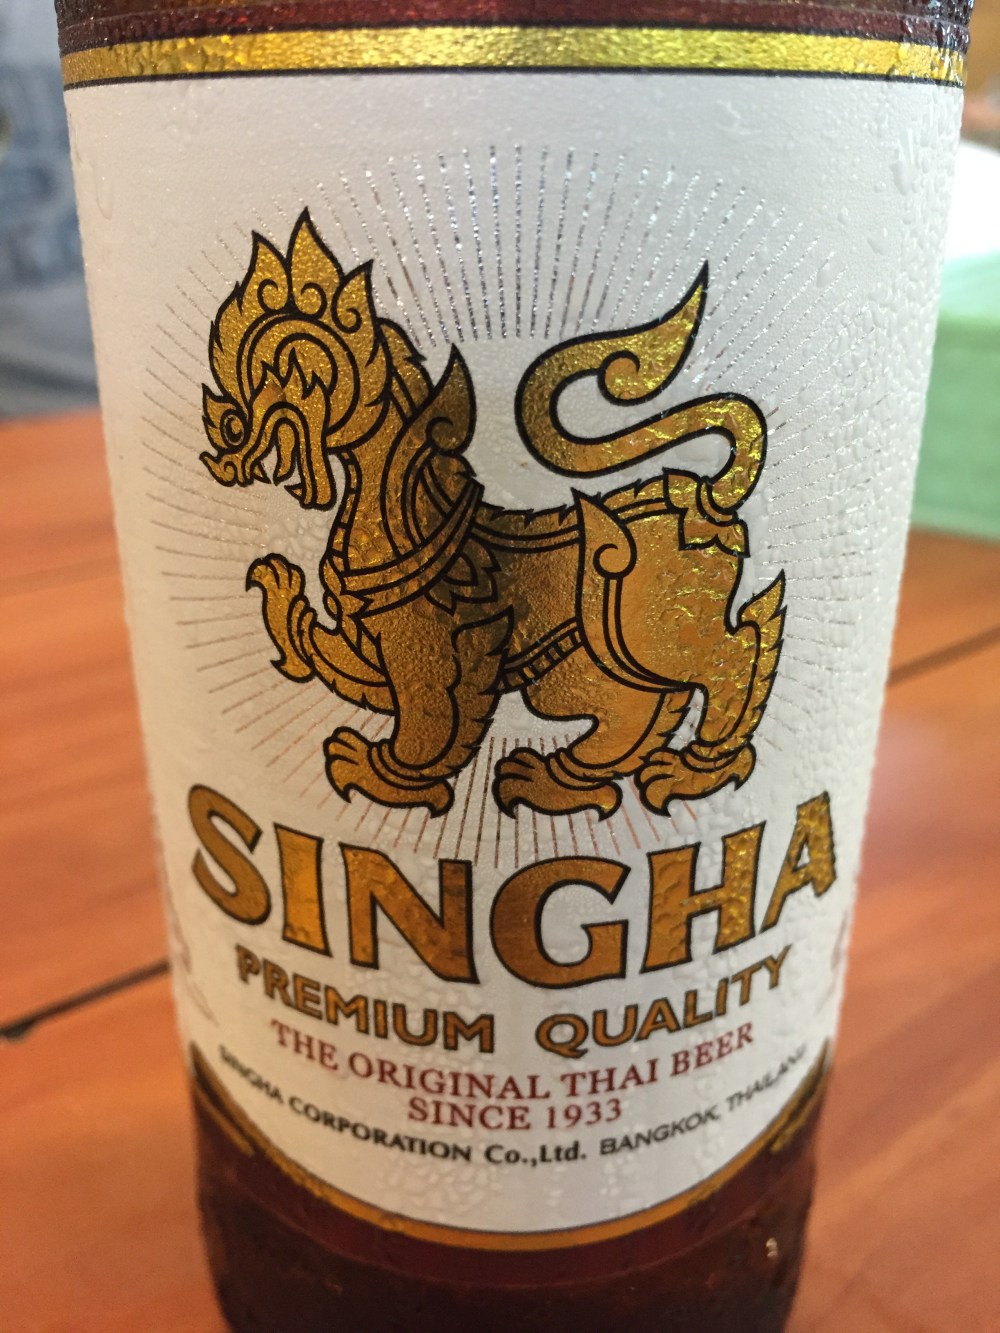 SINGHA
PREMIUM QUALITY
THE ORIGINAL THAI BEER
SINCE 1933
SINGHA CORPORATION Co.,Ltd. BANGKOK, THAILAND